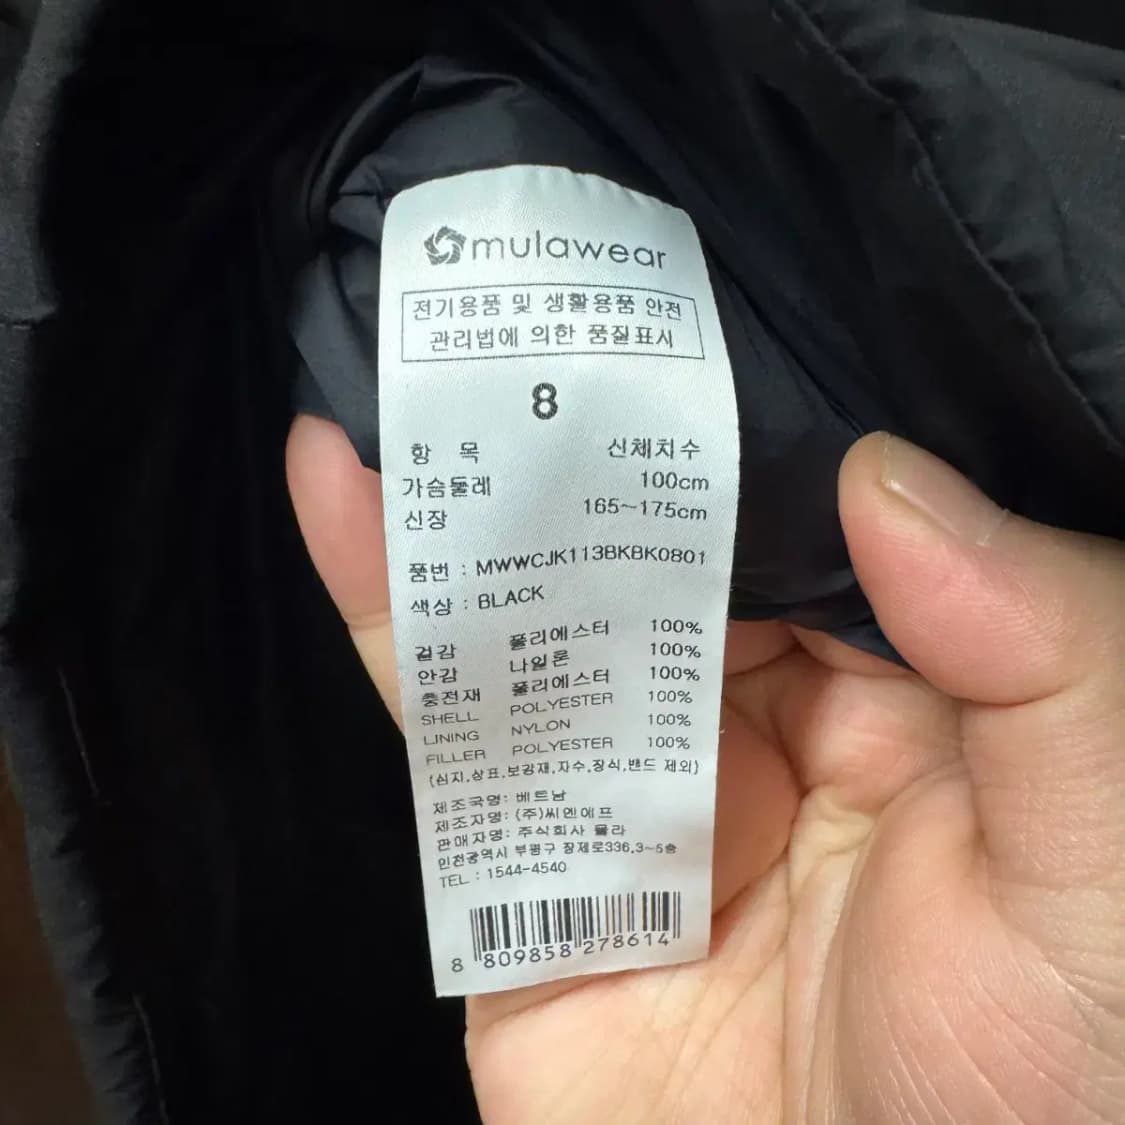 mulawear
전기용품 및 생활용품 안전
관리법에 의한 품질표시
8
항 목 신체치수
가슴둘레 100cm
신장 165~175cm
품번 : MWWCJK113BKBK0801
색상 : BLACK
겉감 폴리에스터 100%
안감 나일론 100%
충전재 폴리에스터 100%
SHELL POLYESTER 100%
LINING NYLON 100%
FILLER POLYESTER 100%
(심지,상표,보강재,자수,장식,밴드 제외)
제조국명: 베트남
제조자명: (주)씨엔에프
판매자명: 주식회사 뮬라
인천광역시 부평구 장제로336,3~5층
TEL : 1544-4540
8 809858 278614